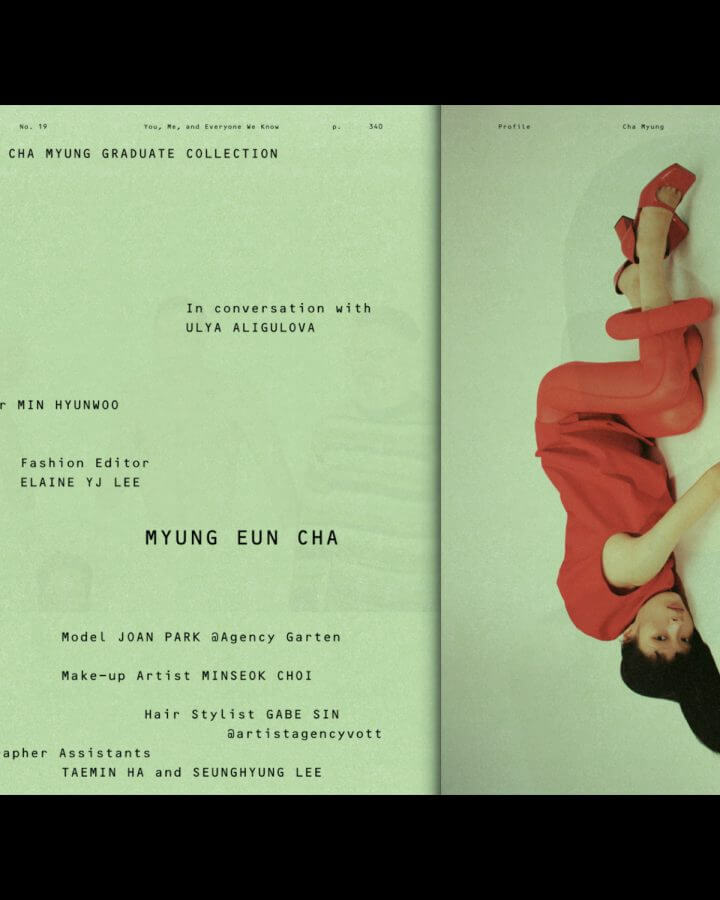 No. 19 You, Me, and Everyone We Know p. 340
CHA MYUNG GRADUATE COLLECTION
In conversation with
ULYA ALIGULOVA
r MIN HYUNWOO
Fashion Editor
ELAINE YJ LEE
MYUNG EUN CHA
Model JOAN PARK @Agency Garten
Make-up Artist MINSEOK CHOI
Hair Stylist GABE SIN
@artistagencyvott
apher Assistants
TAEMIN HA and SEUNGHYUNG LEE
Profile Cha Myung